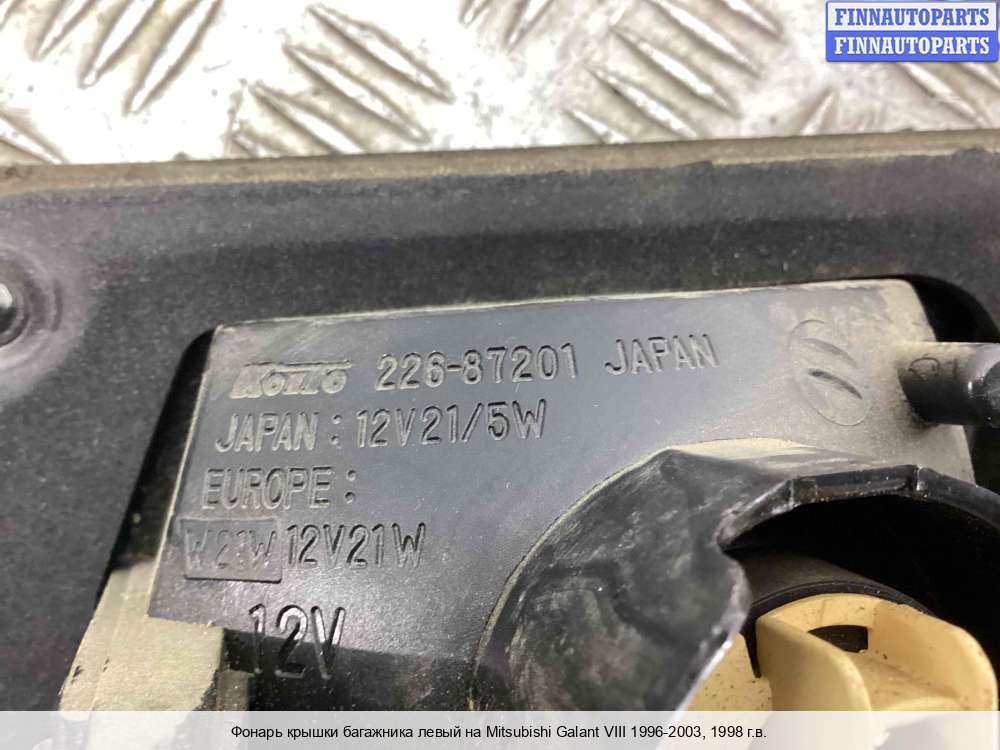 FINNAUTOPARTS
FINNAUTOPARTS
KOITO 226-87201 JAPAN
JAPAN : 12V21/5W
EUROPE :
W21W 12V21W
12V
Фонарь крышки багажника левый на Mitsubishi Galant VIII 1996-2003, 1998 г.в.